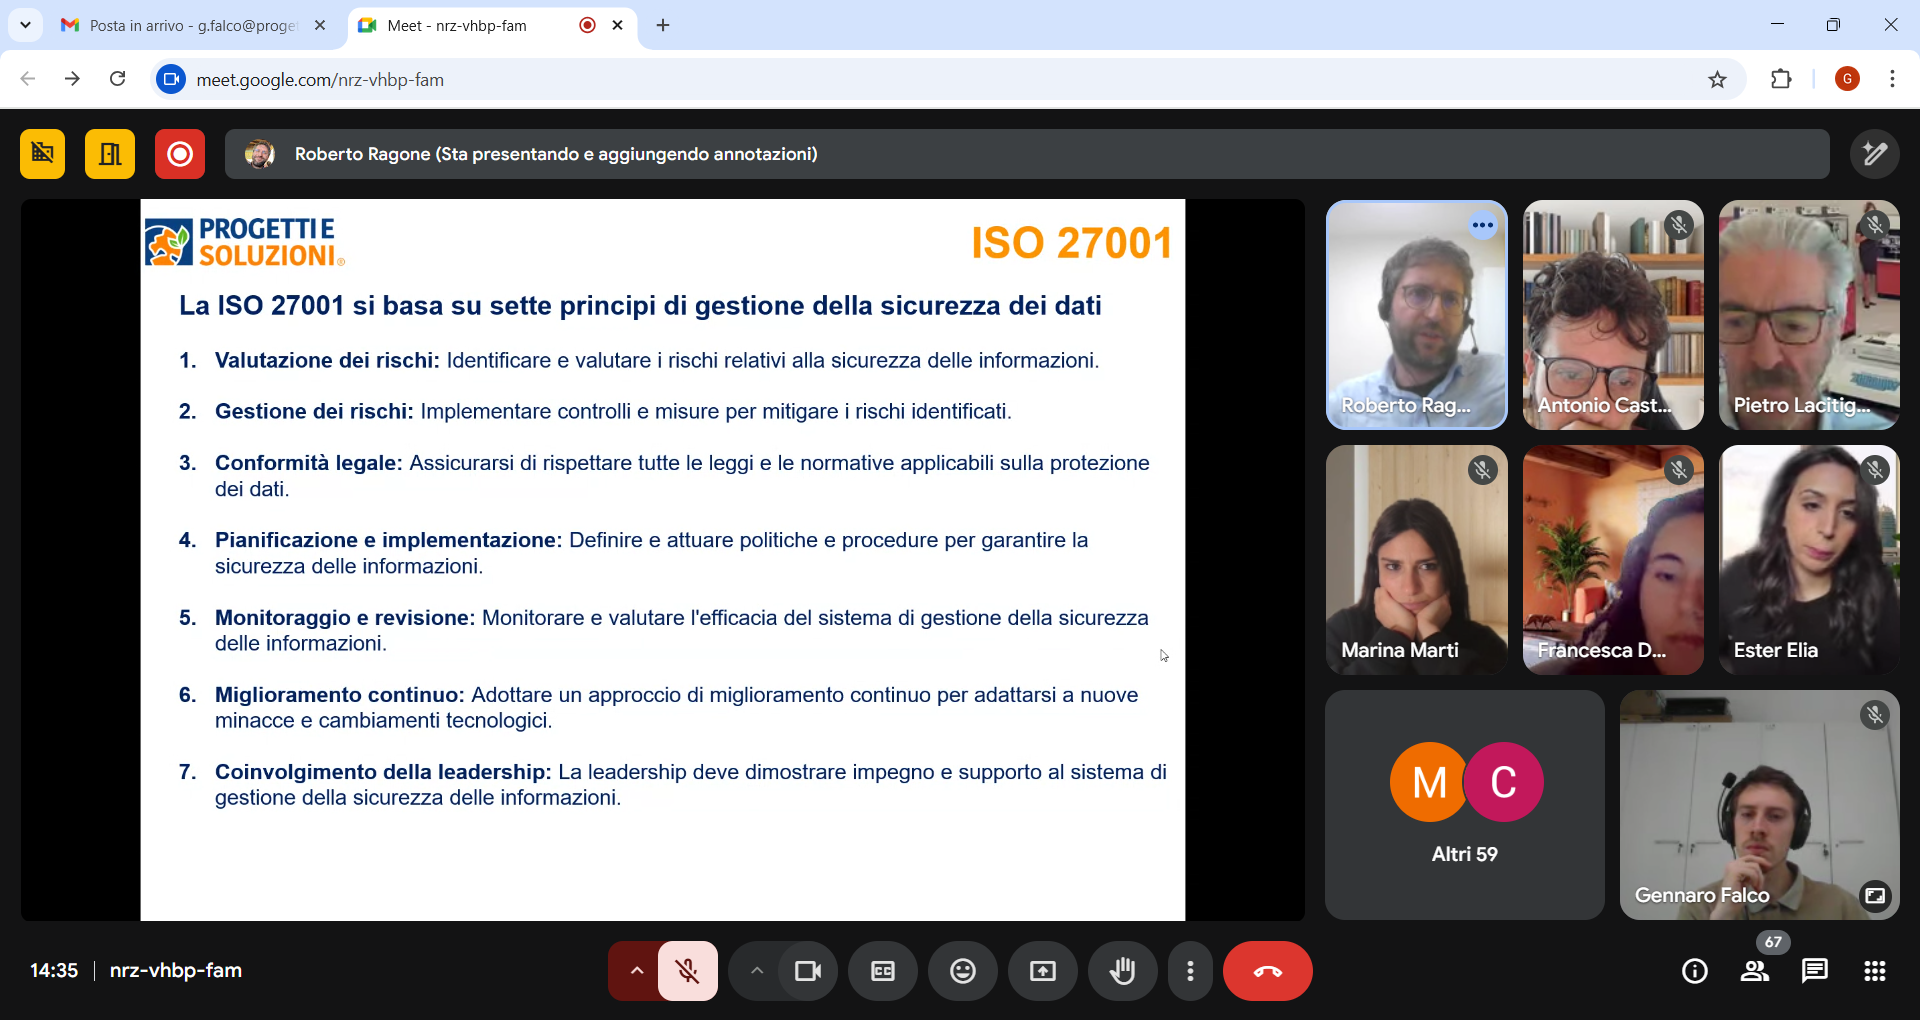 Posta in arrivo - g.falco@proge
Meet - nrz-vhbp-fam
meet.google.com/nrz-vhbp-fam
G
Roberto Ragone (Sta presentando e aggiungendo annotazioni)
PROGETTI E
SOLUZIONI®
ISO 27001
La ISO 27001 si basa su sette principi di gestione della sicurezza dei dati
1. Valutazione dei rischi: Identificare e valutare i rischi relativi alla sicurezza delle informazioni.
2. Gestione dei rischi: Implementare controlli e misure per mitigare i rischi identificati.
3. Conformità legale: Assicurarsi di rispettare tutte le leggi e le normative applicabili sulla protezione
dei dati.
4. Pianificazione e implementazione: Definire e attuare politiche e procedure per garantire la
sicurezza delle informazioni.
5. Monitoraggio e revisione: Monitorare e valutare l'efficacia del sistema di gestione della sicurezza
delle informazioni.
6. Miglioramento continuo: Adottare un approccio di miglioramento continuo per adattarsi a nuove
minacce e cambiamenti tecnologici.
7. Coinvolgimento della leadership: La leadership deve dimostrare impegno e supporto al sistema di
gestione della sicurezza delle informazioni.
Roberto Rag...
Antonio Cast...
Pietro Lacitig...
Marina Marti
Francesca D...
Ester Elia
M C
Altri 59
Gennaro Falco
14:35 | nrz-vhbp-fam
CC
67